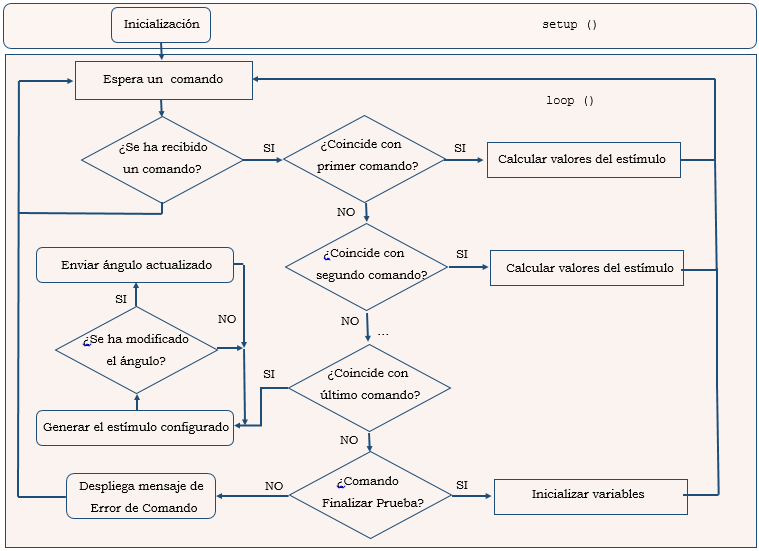 Inicialización
setup ()
Espera un comando
loop ()
¿Se ha recibido
un comando?
SI
¿Coincide con
primer comando?
SI
Calcular valores del estímulo
NO
¿Coincide con
segundo comando?
SI
Calcular valores del estímulo
NO
...
Enviar ángulo actualizado
SI
NO
¿Se ha modificado
el ángulo?
SI
¿Coincide con
último comando?
Generar el estímulo configurado
NO
Despliega mensaje de
Error de Comando
NO
¿Comando
Finalizar Prueba?
SI
Inicializar variables